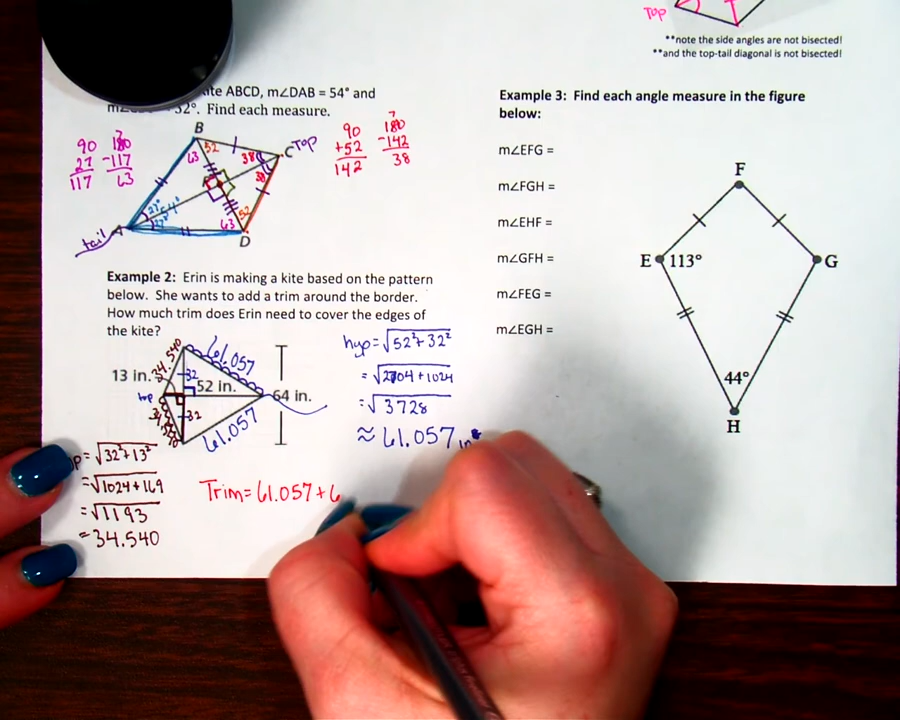 TOP
**note the side angles are not bisected!
**and the top-tail diagonal is not bisected!
ite ABCD, m∠DAB = 54° and
52°. Find each measure.
90
27
117
180
-117
63
B
52
63
38
C TOP
38
27°
54°
27°
63
52
D
tail
A
90
+52
142
180
-142
38
Example 2: Erin is making a kite based on the pattern
below. She wants to add a trim around the border.
How much trim does Erin need to cover the edges of
the kite?
34.540
61.057
13 in.
32
52 in.
64 in.
top
32
61.057
hyp=√52²+32²
=√2704+1024
=√3728
≈61.057 in
=√32²+13²
=√1024+169
=√1193
=34.540
Trim=61.057+6
Example 3: Find each angle measure in the figure
below:
m∠EFG =
m∠FGH =
m∠EHF =
m∠GFH =
m∠FEG =
m∠EGH =
F
E
113°
G
44°
H